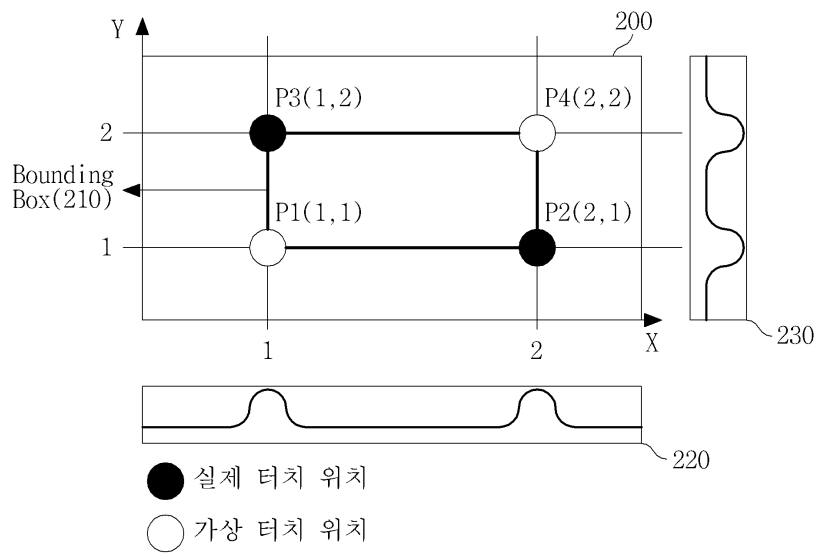 Y
200
P3(1,2)
P4(2,2)
2
Bounding
Box(210)
P1(1,1)
P2(2,1)
1
1
2
X
230
220
실제 터치 위치
가상 터치 위치